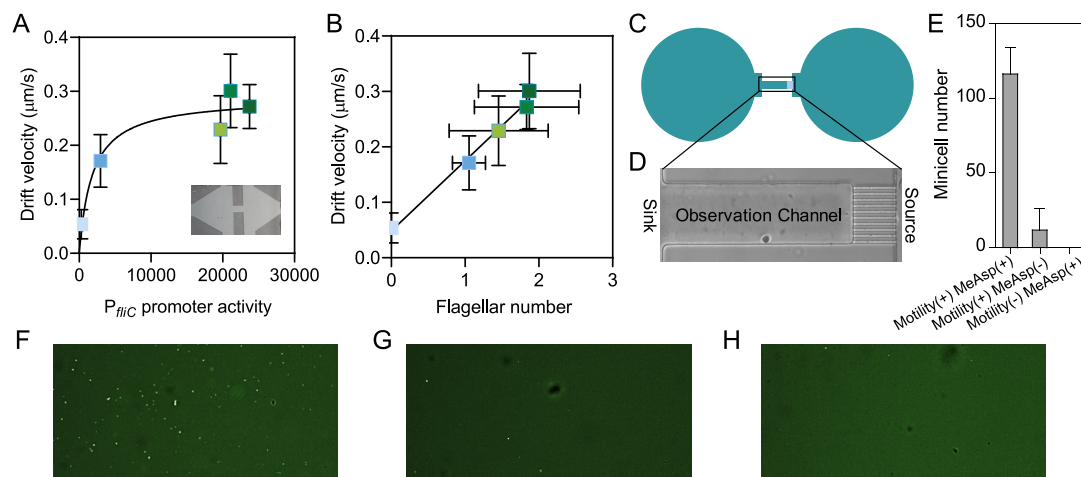 A
Drift velocity (μm/s)
0.4
0.3
0.2
0.1
0.0
0
10000
20000
30000
PfliC promoter activity
B
Drift velocity (μm/s)
0.4
0.3
0.2
0.1
0.0
0
1
2
3
Flagellar number
C
D
Sink
Observation Channel
Source
E
Minicell number
150
100
50
0
Motility(+) MeAsp(+)
Motility(+) MeAsp(-)
Motility(-) MeAsp(+)
F
G
H